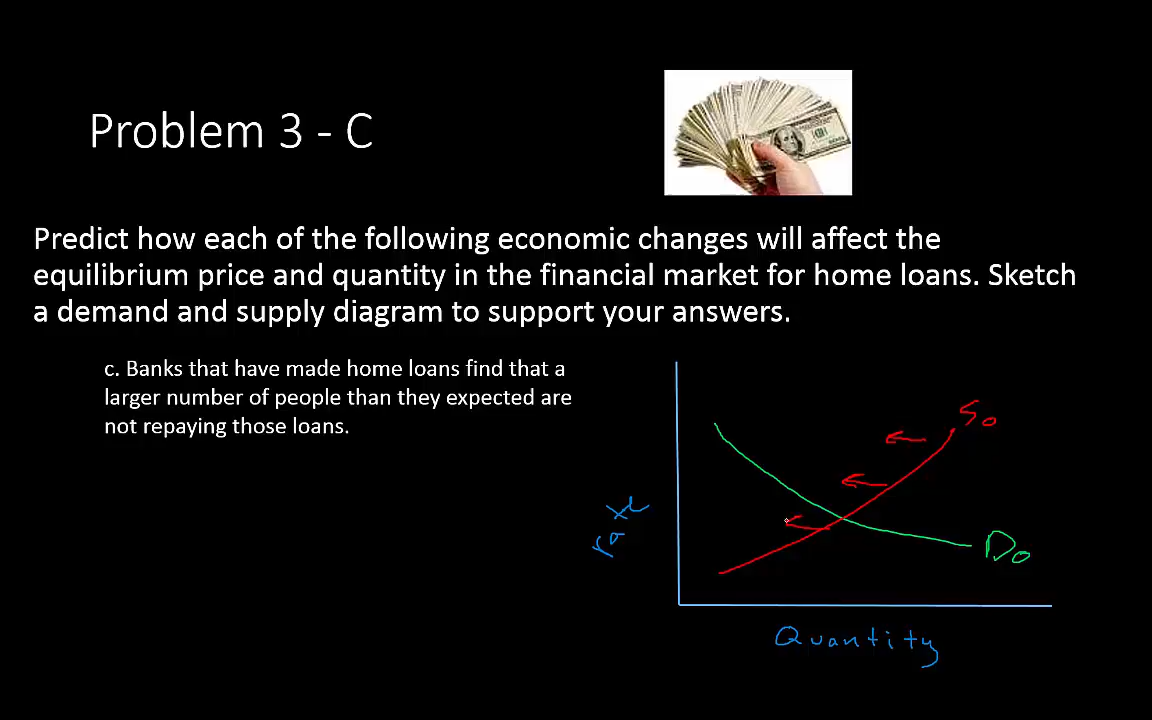 Problem 3 - C
Predict how each of the following economic changes will affect the
equilibrium price and quantity in the financial market for home loans. Sketch
a demand and supply diagram to support your answers.
c. Banks that have made home loans find that a
larger number of people than they expected are
not repaying those loans.
S0
rate
D0
Quantity